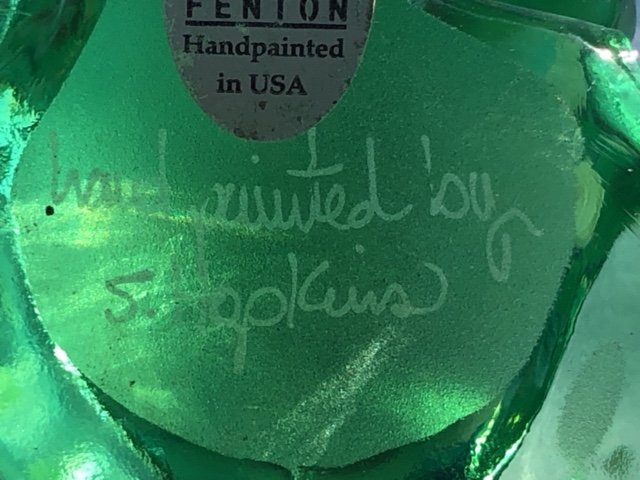 FENTON
Handpainted
in USA
hand painted by
S. Hopkins